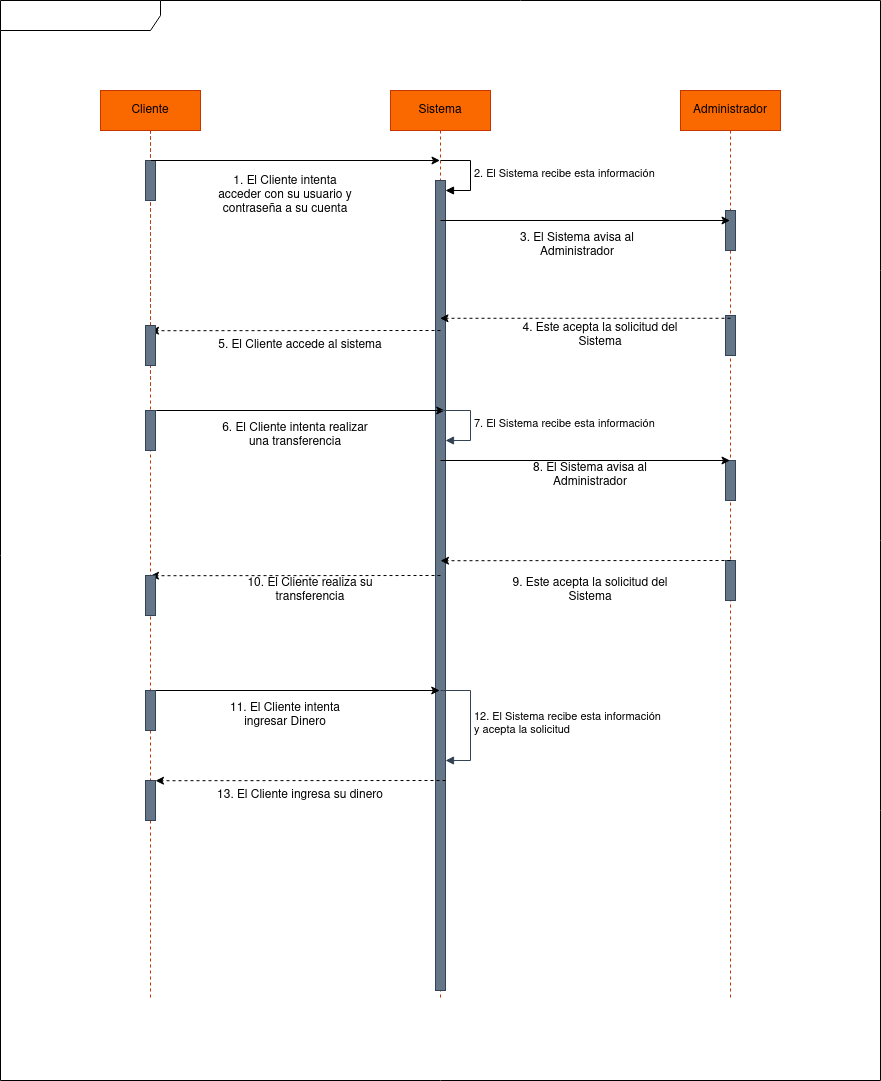 Cliente
Sistema
Administrador
1. El Cliente intenta
acceder con su usuario y
contraseña a su cuenta
2. El Sistema recibe esta información
3. El Sistema avisa al
Administrador
4. Este acepta la solicitud del
Sistema
5. El Cliente accede al sistema
6. El Cliente intenta realizar
una transferencia
7. El Sistema recibe esta información
8. El Sistema avisa al
Administrador
9. Este acepta la solicitud del
Sistema
10. El Cliente realiza su
transferencia
11. El Cliente intenta
ingresar Dinero
12. El Sistema recibe esta información
y acepta la solicitud
13. El Cliente ingresa su dinero